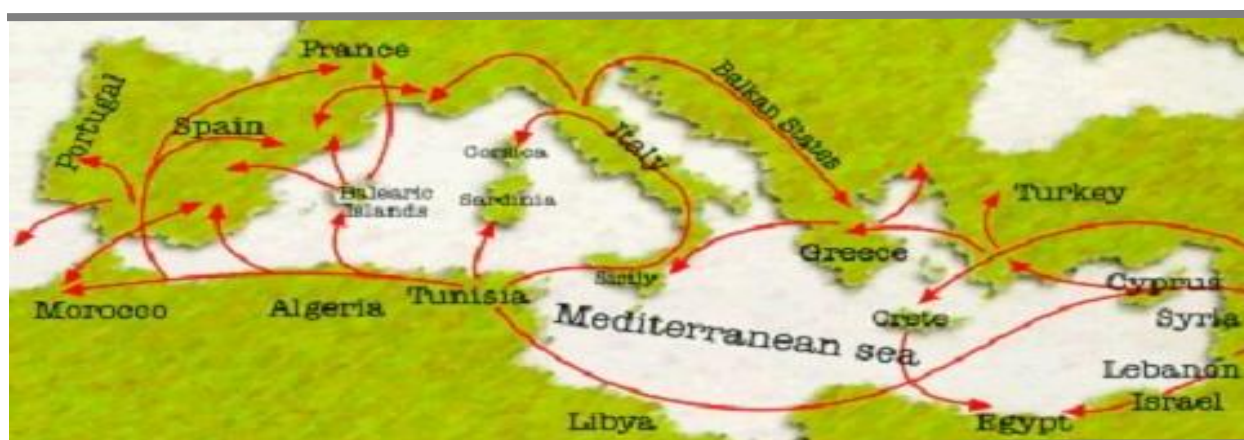 France
Portugal
Spain
Balkan States
Italy
Corsica
Balearic
Islands
Sardinia
Turkey
Greece
Sicily
Cyprus
Morocco
Algeria
Tunisia
Crete
Syria
Mediterranean sea
Lebanon
Israel
Libya
Egypt